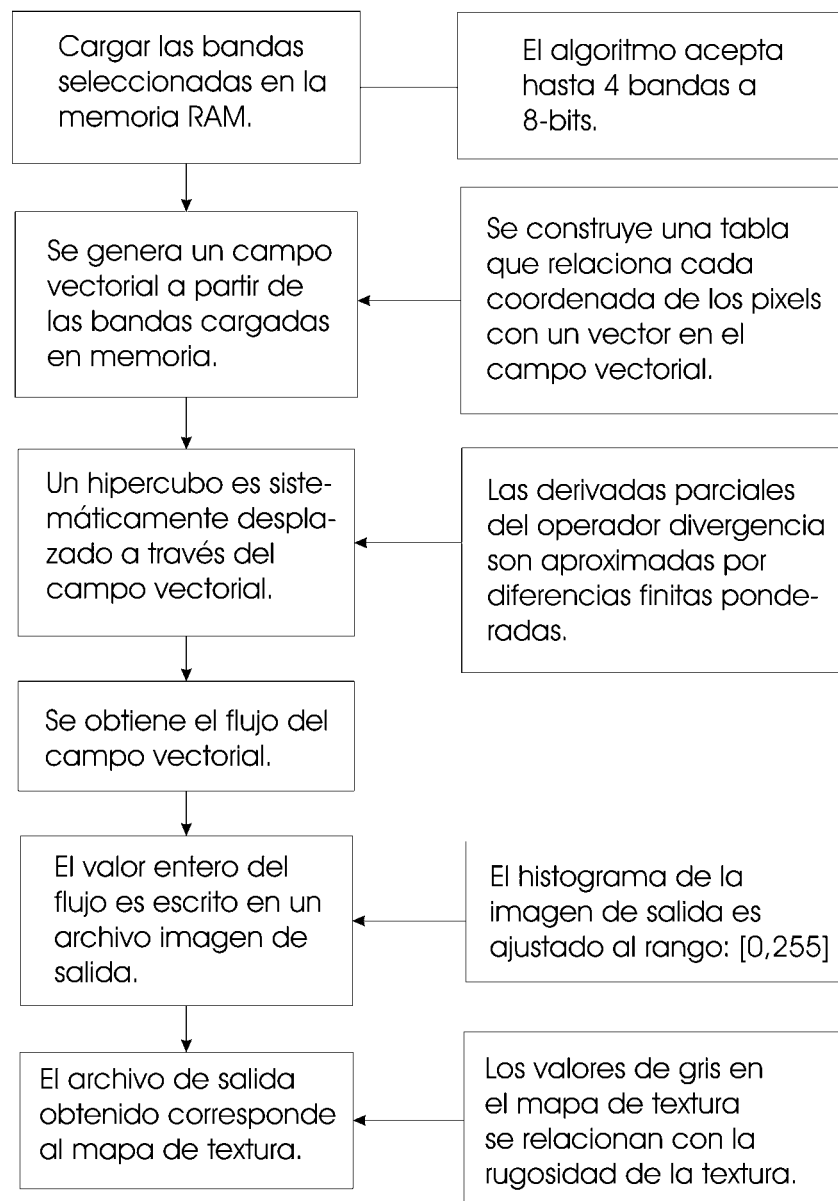 Cargar las bandas
seleccionadas en la
memoria RAM.
El algoritmo acepta
hasta 4 bandas a
8-bits.
Se genera un campo
vectorial a partir de
las bandas cargadas
en memoria.
Se construye una tabla
que relaciona cada
coordenada de los pixels
con un vector en el
campo vectorial.
Un hipercubo es siste-
máticamente despla-
zado a través del
campo vectorial.
Las derivadas parciales
del operador divergencia
son aproximadas por
diferencias finitas ponde-
radas.
Se obtiene el flujo del
campo vectorial.
El valor entero del
flujo es escrito en un
archivo imagen de
salida.
El histograma de la
imagen de salida es
ajustado al rango: [0,255]
El archivo de salida
obtenido corresponde
al mapa de textura.
Los valores de gris en
el mapa de textura
se relacionan con la
rugosidad de la textura.